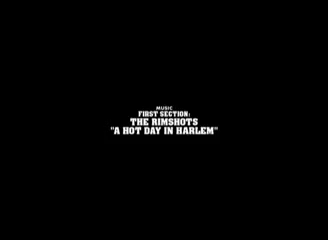 MUSIC
FIRST SECTION:
THE RIMSHOTS
"A HOT DAY IN HARLEM"